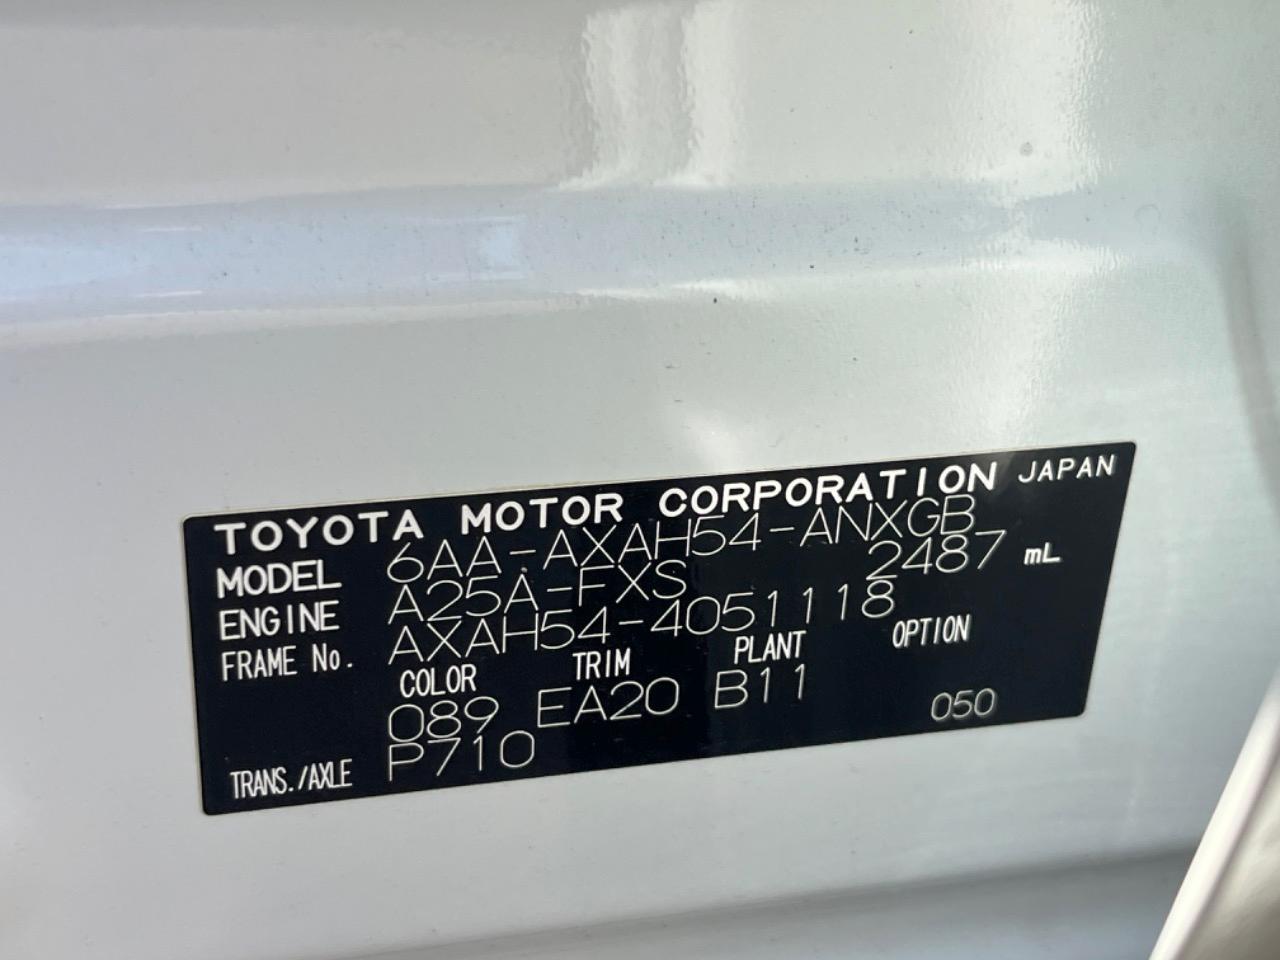 TOYOTA MOTOR CORPORATION JAPAN
MODEL 6AA-AXAH54-ANXGB
ENGINE A25A-FXS 2487 mL
FRAME No. AXAH54-4051118
COLOR TRIM PLANT OPTION
089 EA20 B11 050
TRANS./AXLE P710